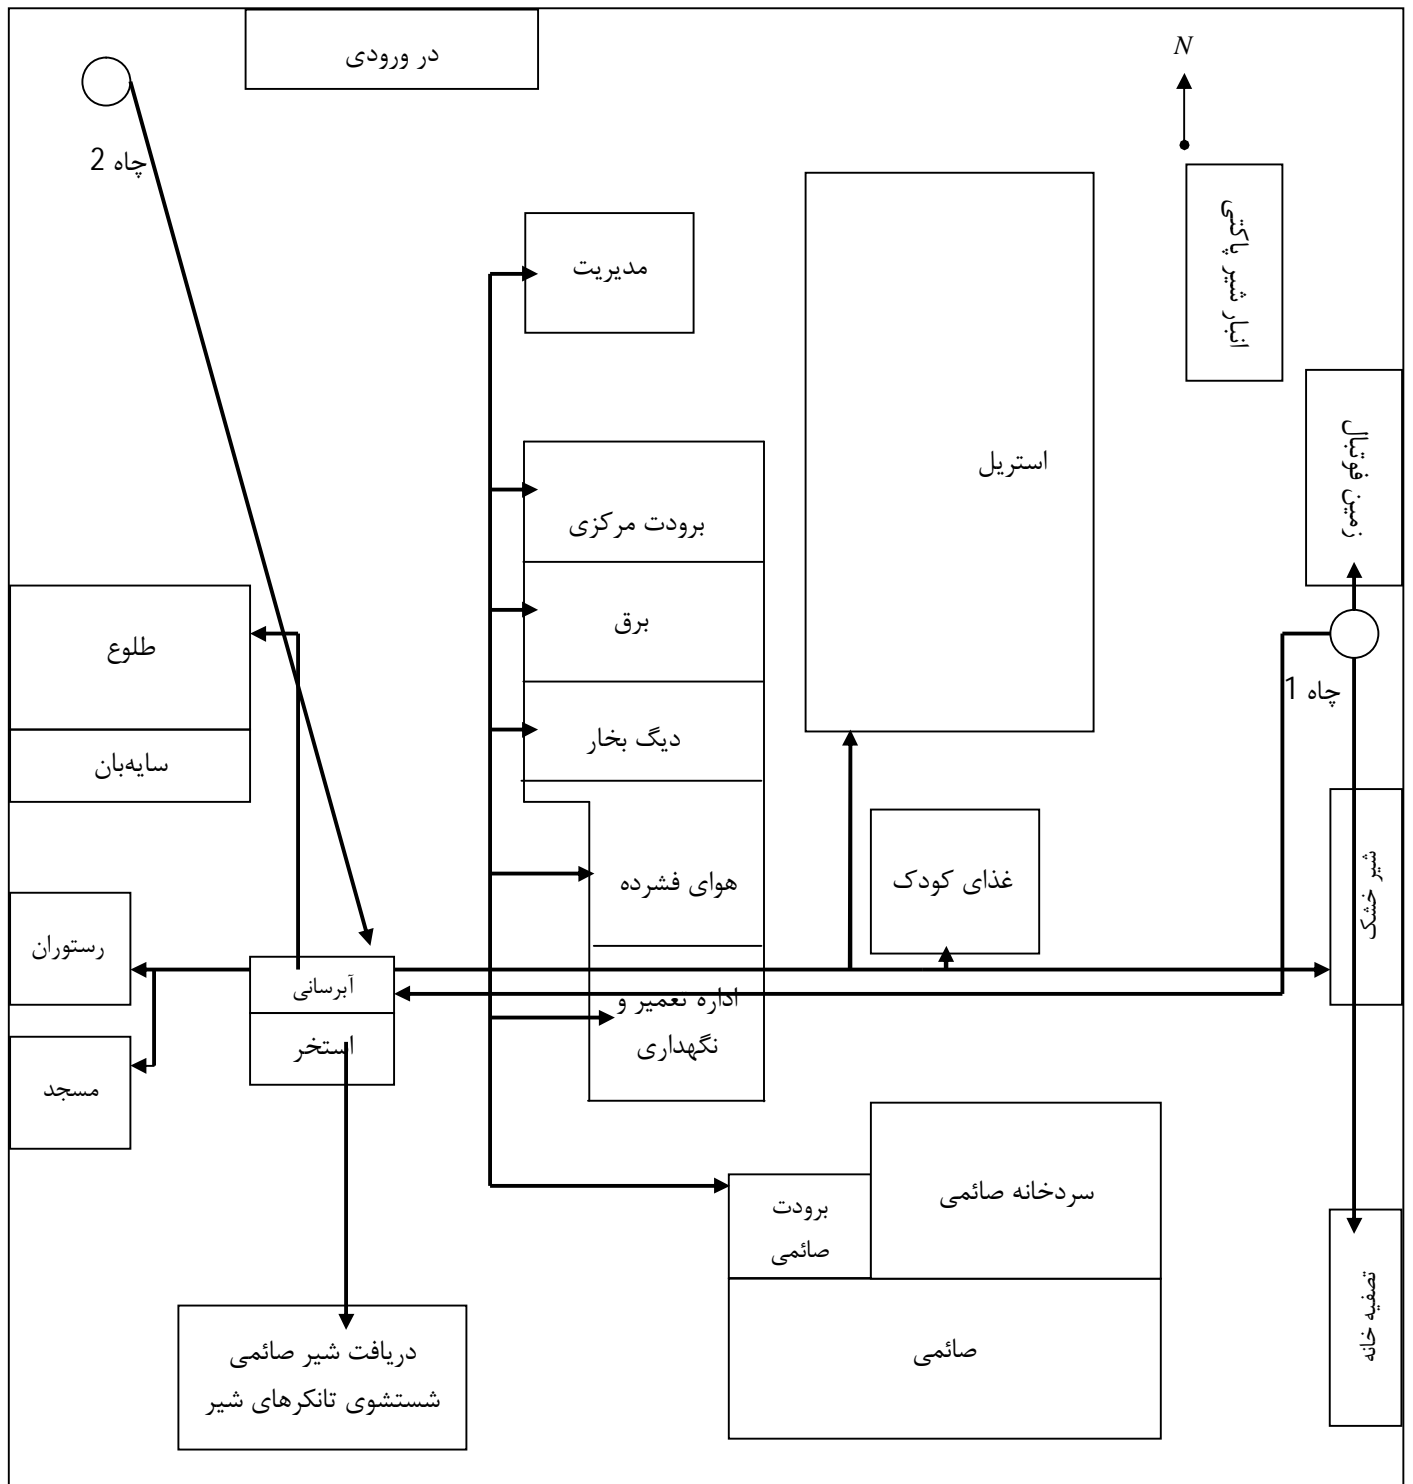 در ورودی
N
چاه 2
انبار شیر پاکتی
مدیریت
زمین فوتبال
استریل
برودت مرکزی
برق
طلوع
چاه 1
دیگ بخار
سایه‌بان
شیر خشک
غذای کودک
هوای فشرده
رستوران
آبرسانی
اداره تعمیر و
نگهداری
استخر
مسجد
سردخانه صائمی
برودت
صائمی
تصفیه خانه
صائمی
دریافت شیر صائمی
شستشوی تانکرهای شیر